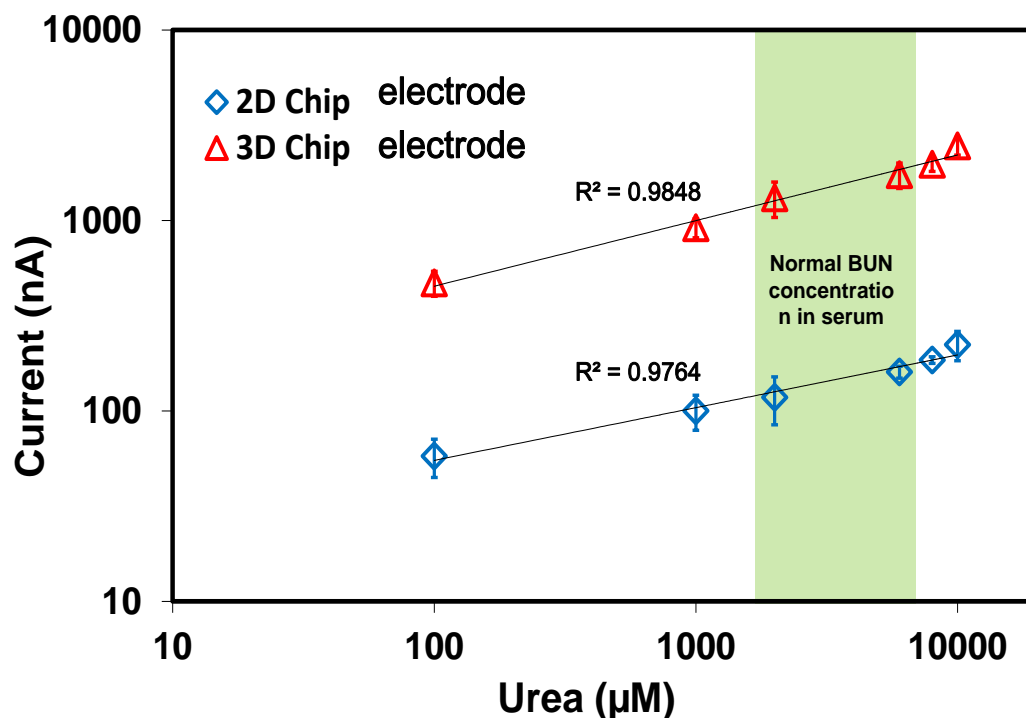 10000
2D Chip electrode
3D Chip electrode
R² = 0.9848
1000
Normal BUN
concentratio
n in serum
R² = 0.9764
100
10
Current (nA)
10 100 1000 10000
Urea (μM)